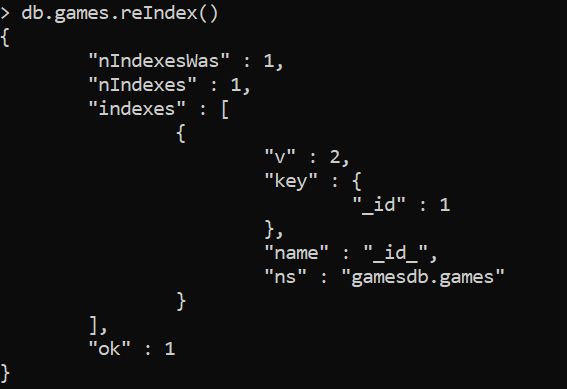 > db.games.reIndex()
{
        "nIndexesWas" : 1,
        "nIndexes" : 1,
        "indexes" : [
                {
                        "v" : 2,
                        "key" : {
                                "_id" : 1
                        },
                        "name" : "_id_",
                        "ns" : "gamesdb.games"
                }
        ],
        "ok" : 1
}